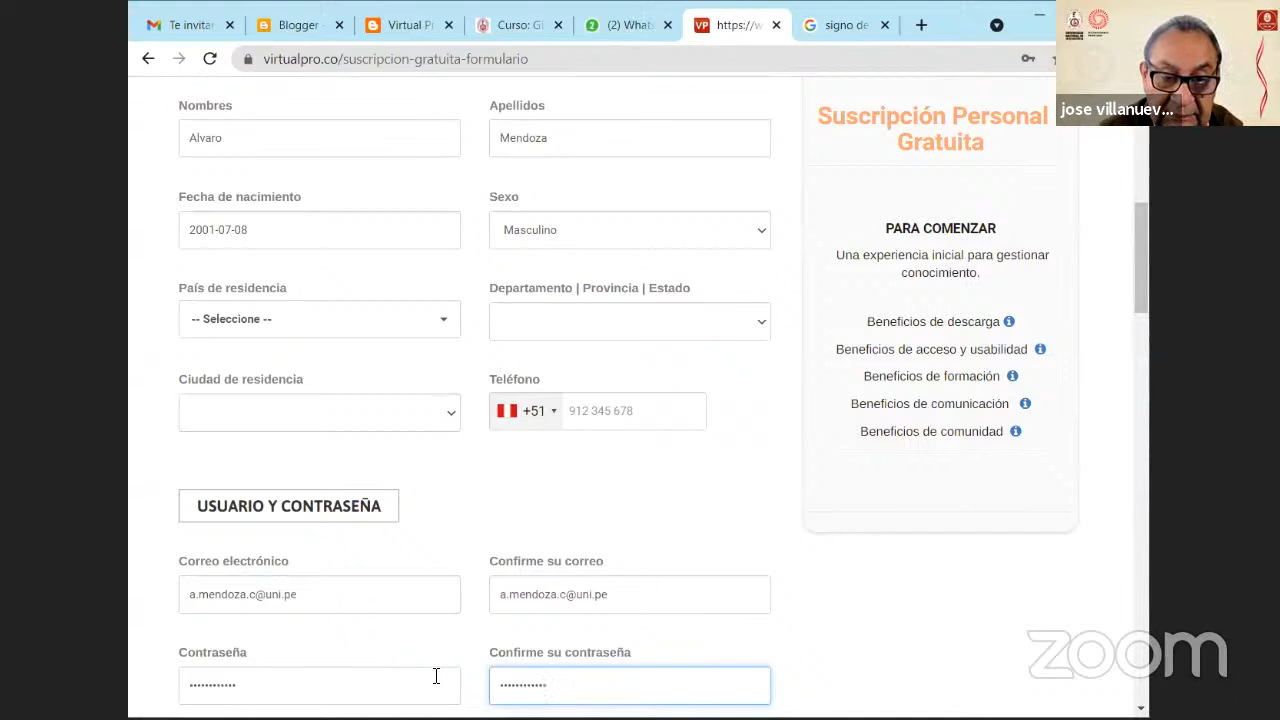 Te invitar
Blogger -
Virtual Pr
Curso: Gl
(2) Whats
VP
https://w
signo de
virtualpro.co/suscripcion-gratuita-formulario
jose villanuev...
Nombres
Apellidos
Alvaro
Mendoza
Fecha de nacimiento
Sexo
2001-07-08
Masculino
País de residencia
Departamento | Provincia | Estado
-- Seleccione --
Ciudad de residencia
Teléfono
+51
912 345 678
USUARIO Y CONTRASEÑA
Correo electrónico
Confirme su correo
a.mendoza.c@uni.pe
a.mendoza.c@uni.pe
Contraseña
Confirme su contraseña
••••••••••••
••••••••••••
Suscripción Personal
Gratuita
PARA COMENZAR
Una experiencia inicial para gestionar
conocimiento.
Beneficios de descarga
Beneficios de acceso y usabilidad
Beneficios de formación
Beneficios de comunicación
Beneficios de comunidad
zoom